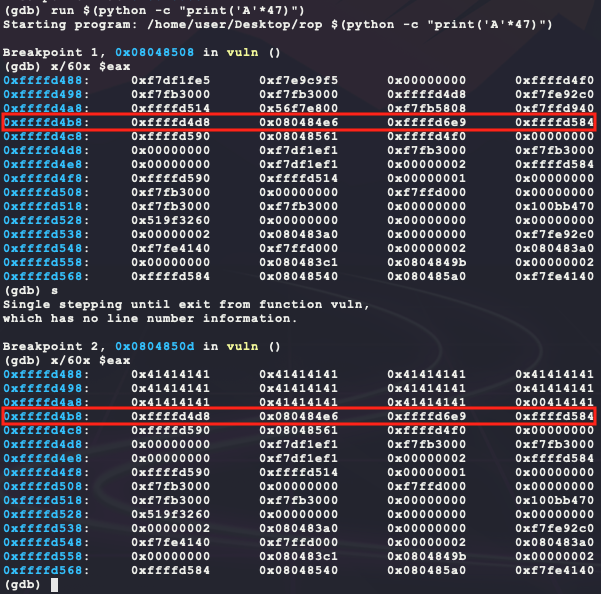 (gdb) run $(python -c "print('A'*47)")
Starting program: /home/user/Desktop/rop $(python -c "print('A'*47)")
Breakpoint 1, 0x08048508 in vuln ()
(gdb) x/60x $eax
0xffffd488: 0xf7df1fe5 0xf7e9c9f5 0x00000000 0xffffd4f0
0xffffd498: 0xf7fb3000 0xf7fb3000 0xffffd4d8 0xf7fe92c0
0xffffd4a8: 0xffffd514 0x56f7e800 0xf7fb5808 0xf7ffd940
0xffffd4b8: 0xffffd4d8 0x080484e6 0xffffd6e9 0xffffd584
0xffffd4c8: 0xffffd590 0x08048561 0xffffd4f0 0x00000000
0xffffd4d8: 0x00000000 0xf7df1ef1 0xf7fb3000 0xf7fb3000
0xffffd4e8: 0x00000000 0xf7df1ef1 0x00000002 0xffffd584
0xffffd4f8: 0xffffd590 0xffffd514 0x00000001 0x00000000
0xffffd508: 0xf7fb3000 0x00000000 0xf7ffd000 0x00000000
0xffffd518: 0xf7fb3000 0xf7fb3000 0x00000000 0x100bb470
0xffffd528: 0x519f3260 0x00000000 0x00000000 0x00000000
0xffffd538: 0x00000002 0x080483a0 0x00000000 0xf7fe92c0
0xffffd548: 0xf7fe4140 0xf7ffd000 0x00000002 0x080483a0
0xffffd558: 0x00000000 0x080483c1 0x0804849b 0x00000002
0xffffd568: 0xffffd584 0x08048540 0x080485a0 0xf7fe4140
(gdb) s
Single stepping until exit from function vuln,
which has no line number information.
Breakpoint 2, 0x0804850d in vuln ()
(gdb) x/60x $eax
0xffffd488: 0x41414141 0x41414141 0x41414141 0x41414141
0xffffd498: 0x41414141 0x41414141 0x41414141 0x41414141
0xffffd4a8: 0x41414141 0x41414141 0x41414141 0x00414141
0xffffd4b8: 0xffffd4d8 0x080484e6 0xffffd6e9 0xffffd584
0xffffd4c8: 0xffffd590 0x08048561 0xffffd4f0 0x00000000
0xffffd4d8: 0x00000000 0xf7df1ef1 0xf7fb3000 0xf7fb3000
0xffffd4e8: 0x00000000 0xf7df1ef1 0x00000002 0xffffd584
0xffffd4f8: 0xffffd590 0xffffd514 0x00000001 0x00000000
0xffffd508: 0xf7fb3000 0x00000000 0xf7ffd000 0x00000000
0xffffd518: 0xf7fb3000 0xf7fb3000 0x00000000 0x100bb470
0xffffd528: 0x519f3260 0x00000000 0x00000000 0x00000000
0xffffd538: 0x00000002 0x080483a0 0x00000000 0xf7fe92c0
0xffffd548: 0xf7fe4140 0xf7ffd000 0x00000002 0x080483a0
0xffffd558: 0x00000000 0x080483c1 0x0804849b 0x00000002
0xffffd568: 0xffffd584 0x08048540 0x080485a0 0xf7fe4140
(gdb)